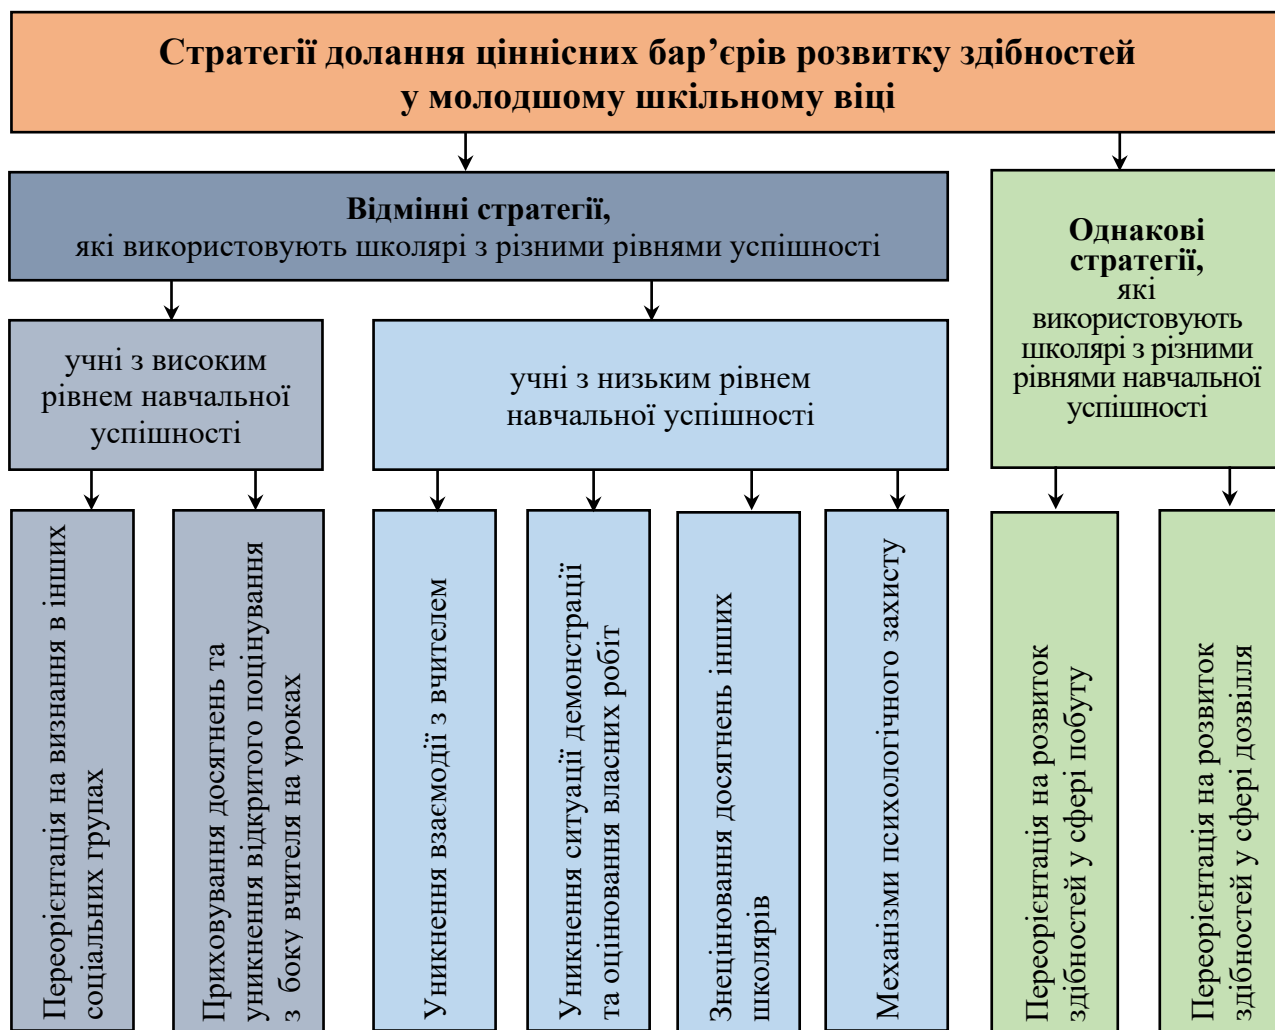 Стратегії долання ціннісних бар’єрів розвитку здібностей
у молодшому шкільному віці
Відмінні стратегії,
які використовують школярі з різними рівнями успішності
Однакові
стратегії,
які
використовують
школярі з різними
рівнями навчальної
успішності
учні з високим
рівнем навчальної
успішності
учні з низьким рівнем
навчальної успішності
Переорієнтація на визнання в інших
соціальних групах
Приховування досягнень та
уникнення відкритого поцінування
з боку вчителя на уроках
Уникнення взаємодії з вчителем
Уникнення ситуації демонстрації
та оцінювання власних робіт
Знецінювання досягнень інших
школярів
Механізми психологічного захисту
Переорієнтація на розвиток
здібностей у сфері побуту
Переорієнтація на розвиток
здібностей у сфері дозвілля